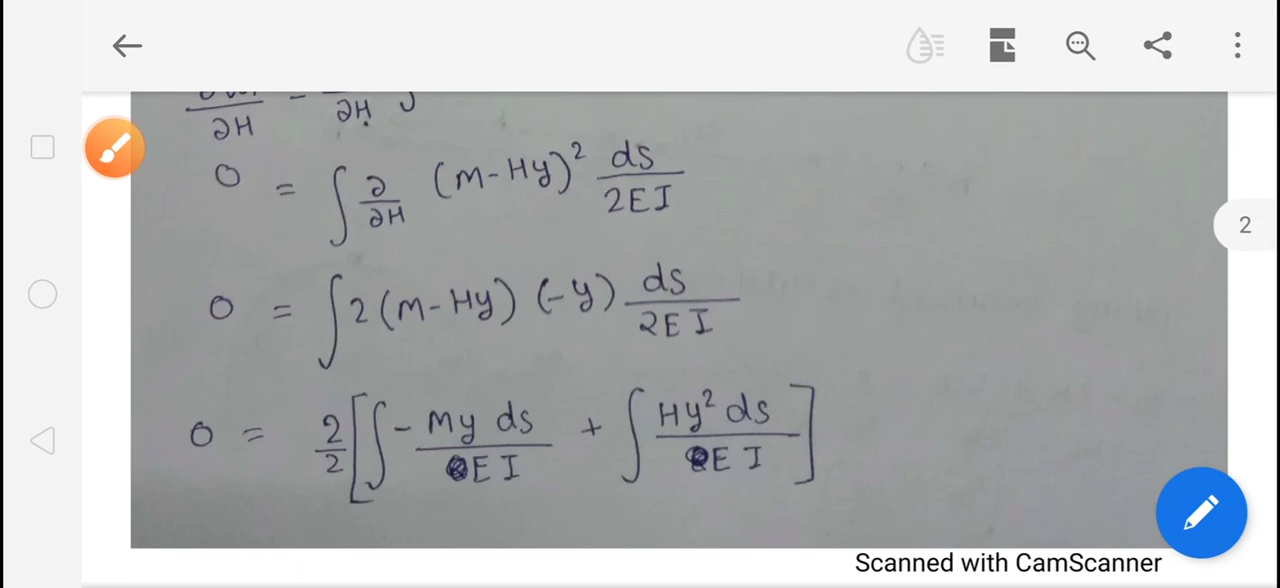 ∂H - ∂H ∫
0 = ∫ ∂/∂H (M-Hy)² ds/2EI
2
0 = ∫ 2(M-Hy) (-y) ds/2EI
0 = 2/2 [∫ -My ds/EI + ∫ Hy² ds/EI]
Scanned with CamScanner